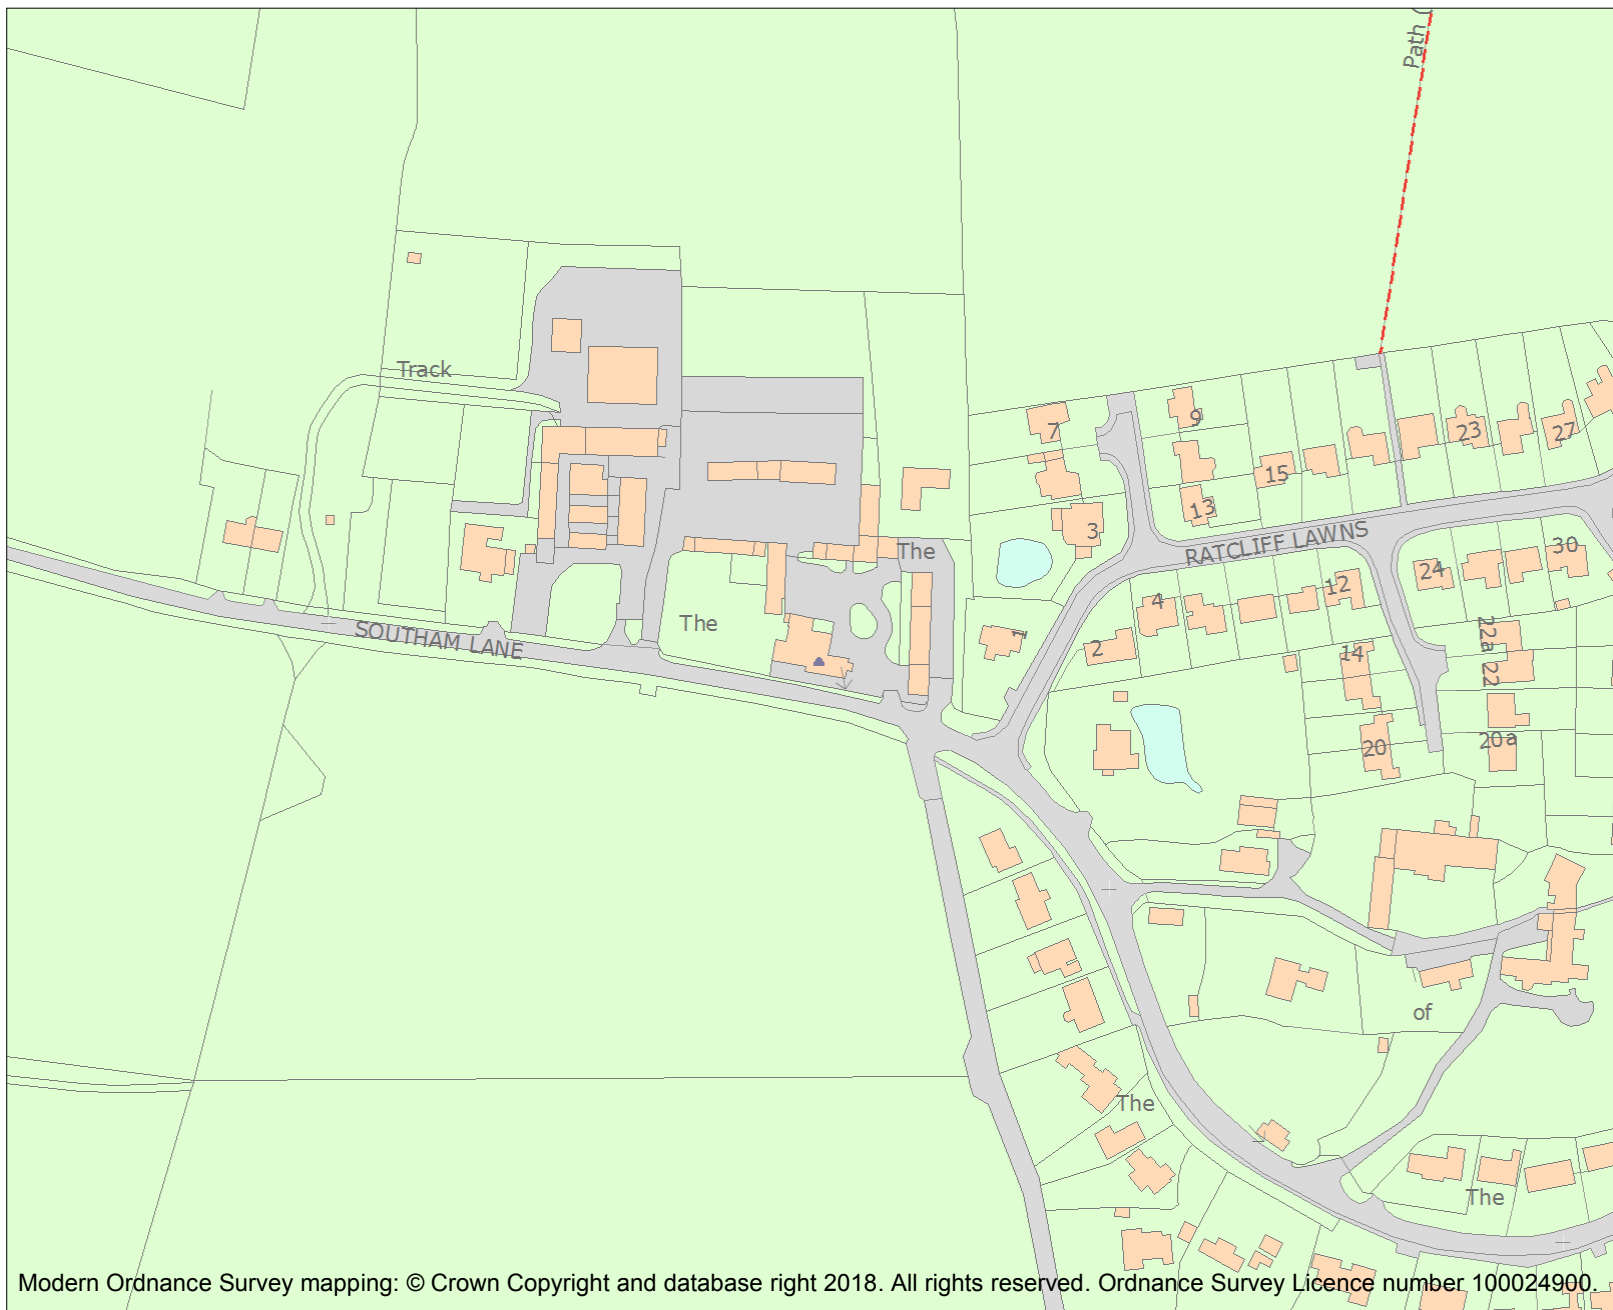 Path (
Track
7
9
23
27
15
13
3
RATCLIFF LAWNS
The
30
24
12
4
The
SOUTHAM LANE
1
2
22a
14
22
20
20a
of
The
The
Modern Ordnance Survey mapping: © Crown Copyright and database right 2018. All rights reserved. Ordnance Survey Licence number 100024900.